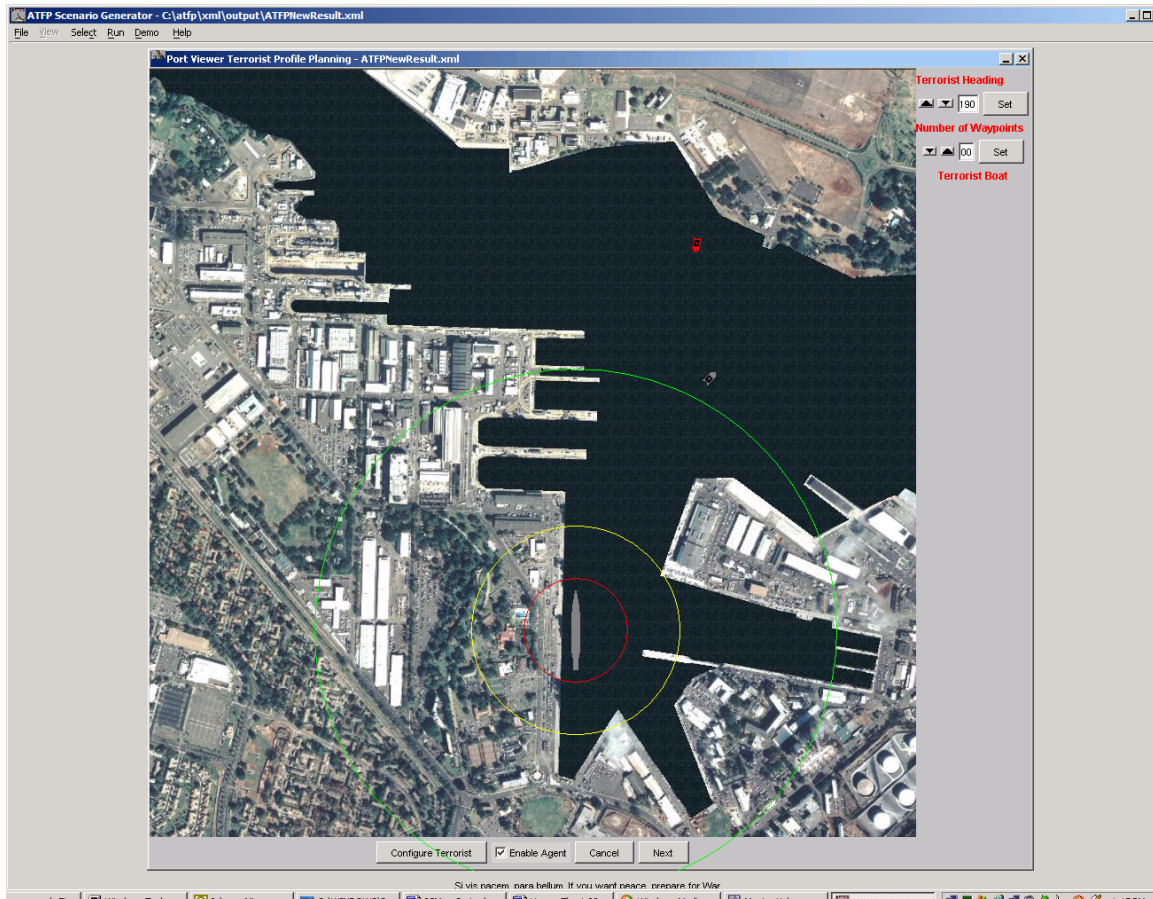 ATFP Scenario Generator - C:\atfp\xml\output\ATFPNewResult.xml
File View Select Run Demo Help
Port Viewer Terrorist Profile Planning - ATFPNewResult.xml
Terrorist Heading
190 Set
Number of Waypoints
00 Set
Terrorist Boat
Configure Terrorist Enable Agent Cancel Next
Si vis pacem, para bellum. If you want peace, prepare for War